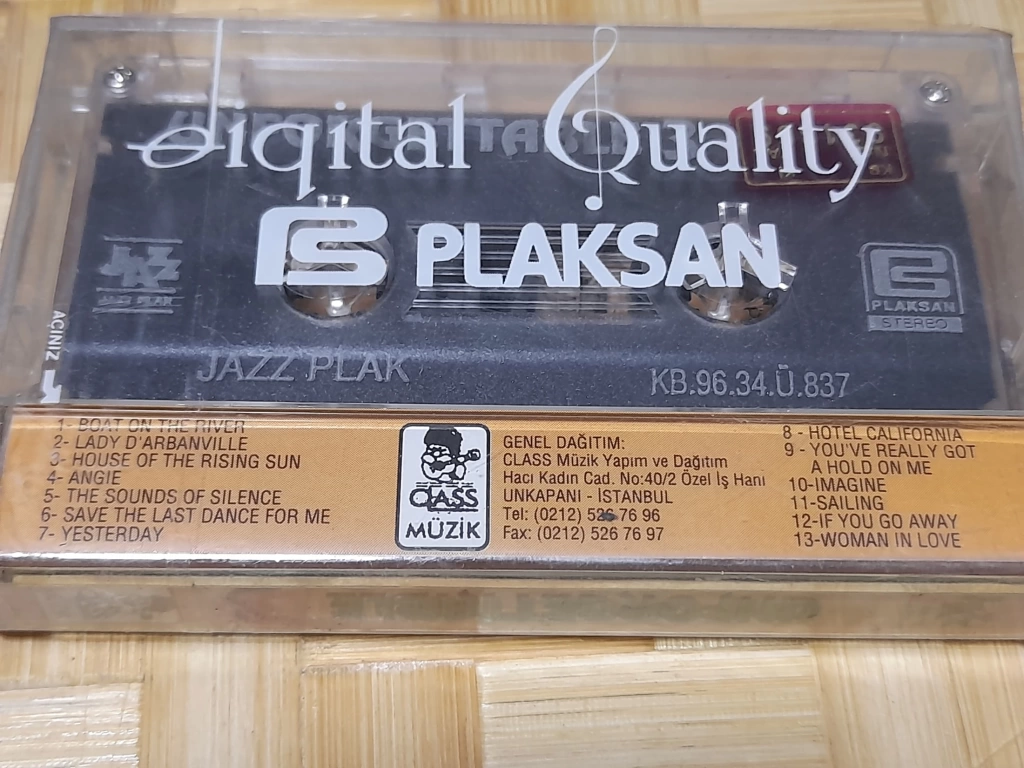 digital Quality
PLAKSAN
JAZZ PLAK
PLAKSAN
STEREO
AÇINIZ
JAZZ PLAK
KB.96.34.Ü.837
1- BOAT ON THE RIVER
2- LADY D'ARBANVILLE
3- HOUSE OF THE RISING SUN
4- ANGIE
5- THE SOUNDS OF SILENCE
6- SAVE THE LAST DANCE FOR ME
7- YESTERDAY
CLASS
MÜZİK
GENEL DAĞITIM:
CLASS Müzik Yapım ve Dağıtım
Hacı Kadın Cad. No:40/2 Özel İş Hanı
UNKAPANI - İSTANBUL
Tel: (0212) 526 76 96
Fax: (0212) 526 76 97
8 - HOTEL CALIFORNIA
9 - YOU'VE REALLY GOT
A HOLD ON ME
10-IMAGINE
11-SAILING
12-IF YOU GO AWAY
13-WOMAN IN LOVE